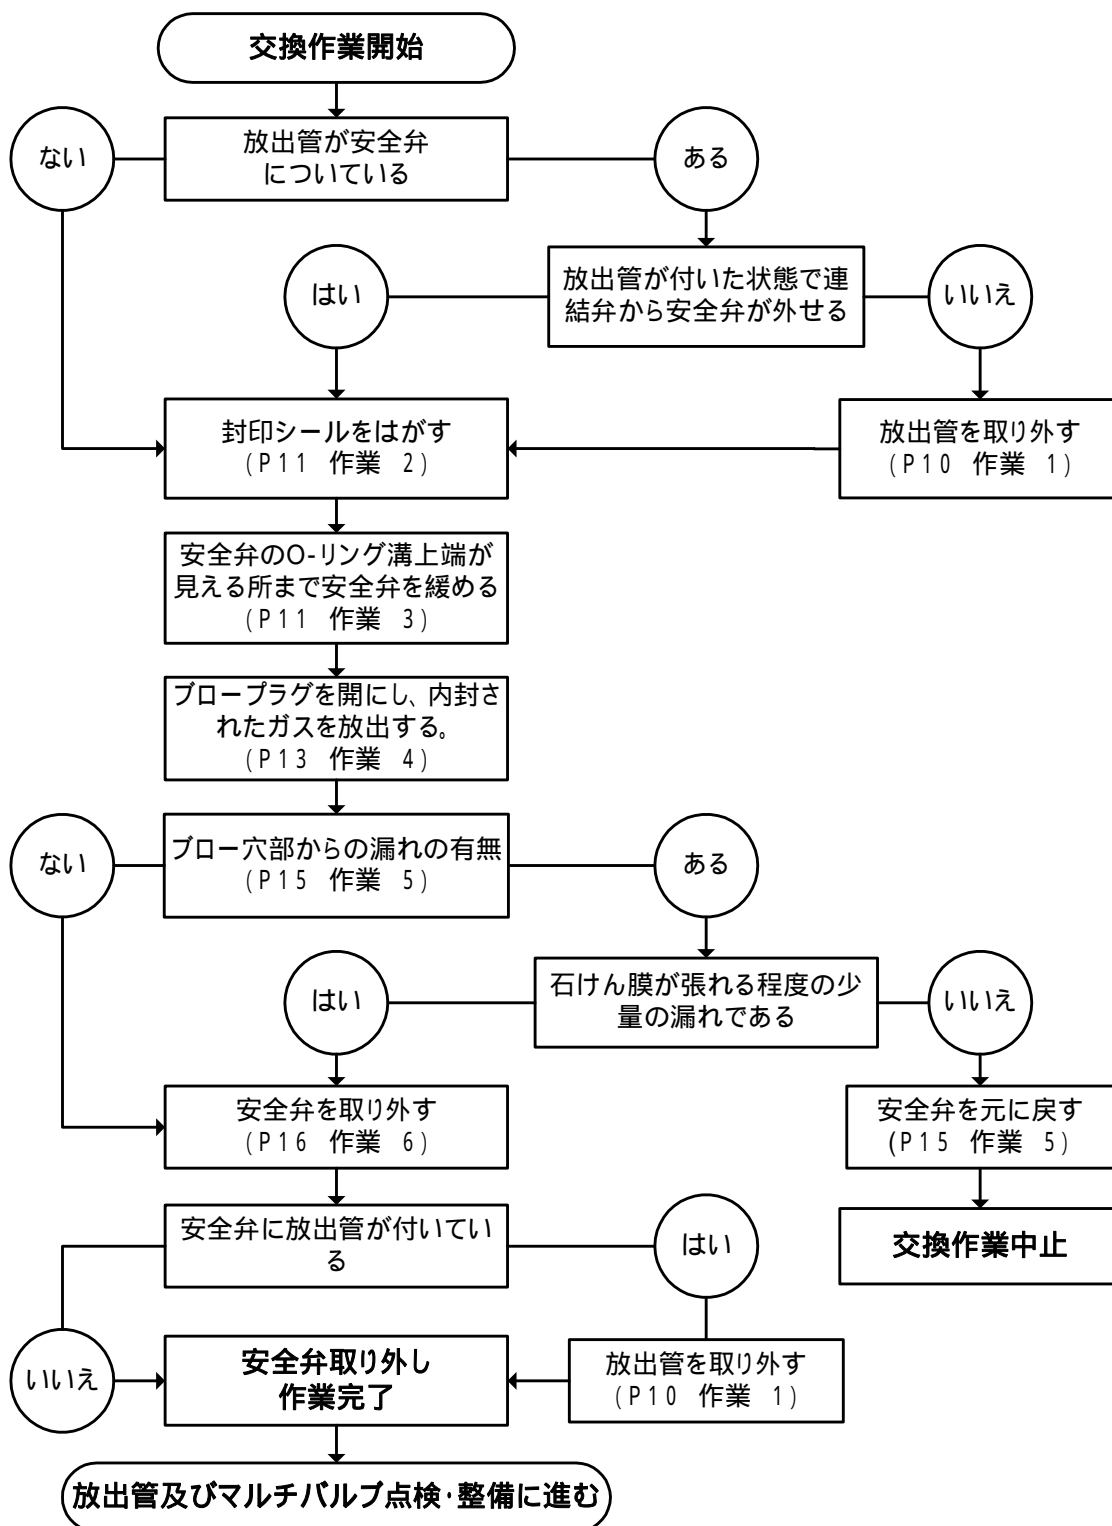 交換作業開始
ない
放出管が安全弁
についている
ある
はい
放出管が付いた状態で連
結弁から安全弁が外せる
いいえ
封印シールをはがす
(P11 作業 2)
放出管を取り外す
(P10 作業 1)
安全弁のO-リング溝上端が
見える所まで安全弁を緩める
(P11 作業 3)
ブロープラグを開にし、内封さ
れたガスを放出する。
(P13 作業 4)
ない
ブロー穴部からの漏れの有無
(P15 作業 5)
ある
はい
石けん膜が張れる程度の少
量の漏れである
いいえ
安全弁を取り外す
(P16 作業 6)
安全弁を元に戻す
(P15 作業 5)
安全弁に放出管が付いてい
る
はい
交換作業中止
いいえ
安全弁取り外し
作業完了
放出管を取り外す
(P10 作業 1)
放出管及びマルチバルブ点検・整備に進む